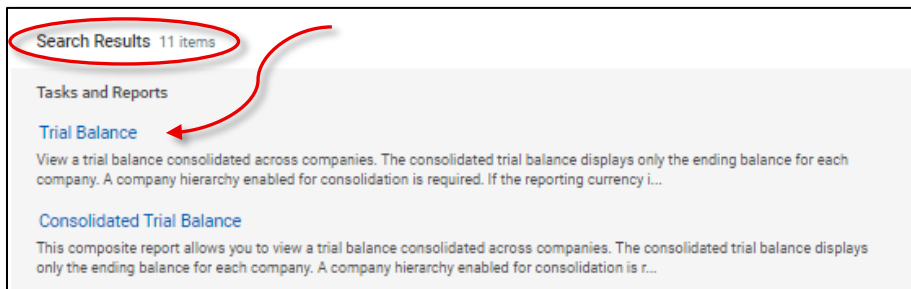 Search Results 11 items
Tasks and Reports
Trial Balance
View a trial balance consolidated across companies. The consolidated trial balance displays only the ending balance for each
company. A company hierarchy enabled for consolidation is required. If the reporting currency i...
Consolidated Trial Balance
This composite report allows you to view a trial balance consolidated across companies. The consolidated trial balance displays
only the ending balance for each company. A company hierarchy enabled for consolidation is r...